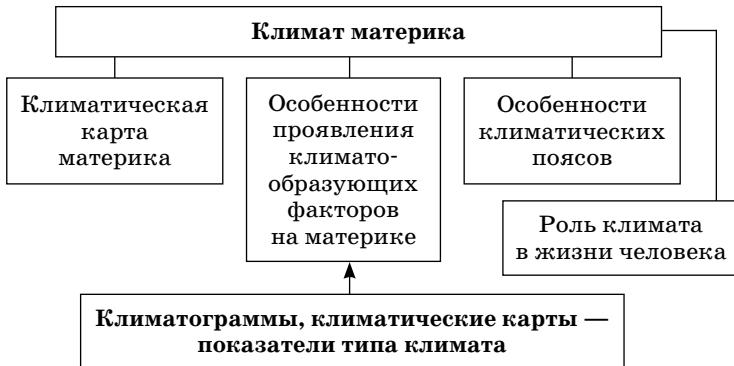 Климат материка
Климатическая
карта
материка
Особенности
проявления
климато-
образующих
факторов
на материке
Особенности
климатических
поясов
Роль климата
в жизни человека
Климатограммы, климатические карты —
показатели типа климата